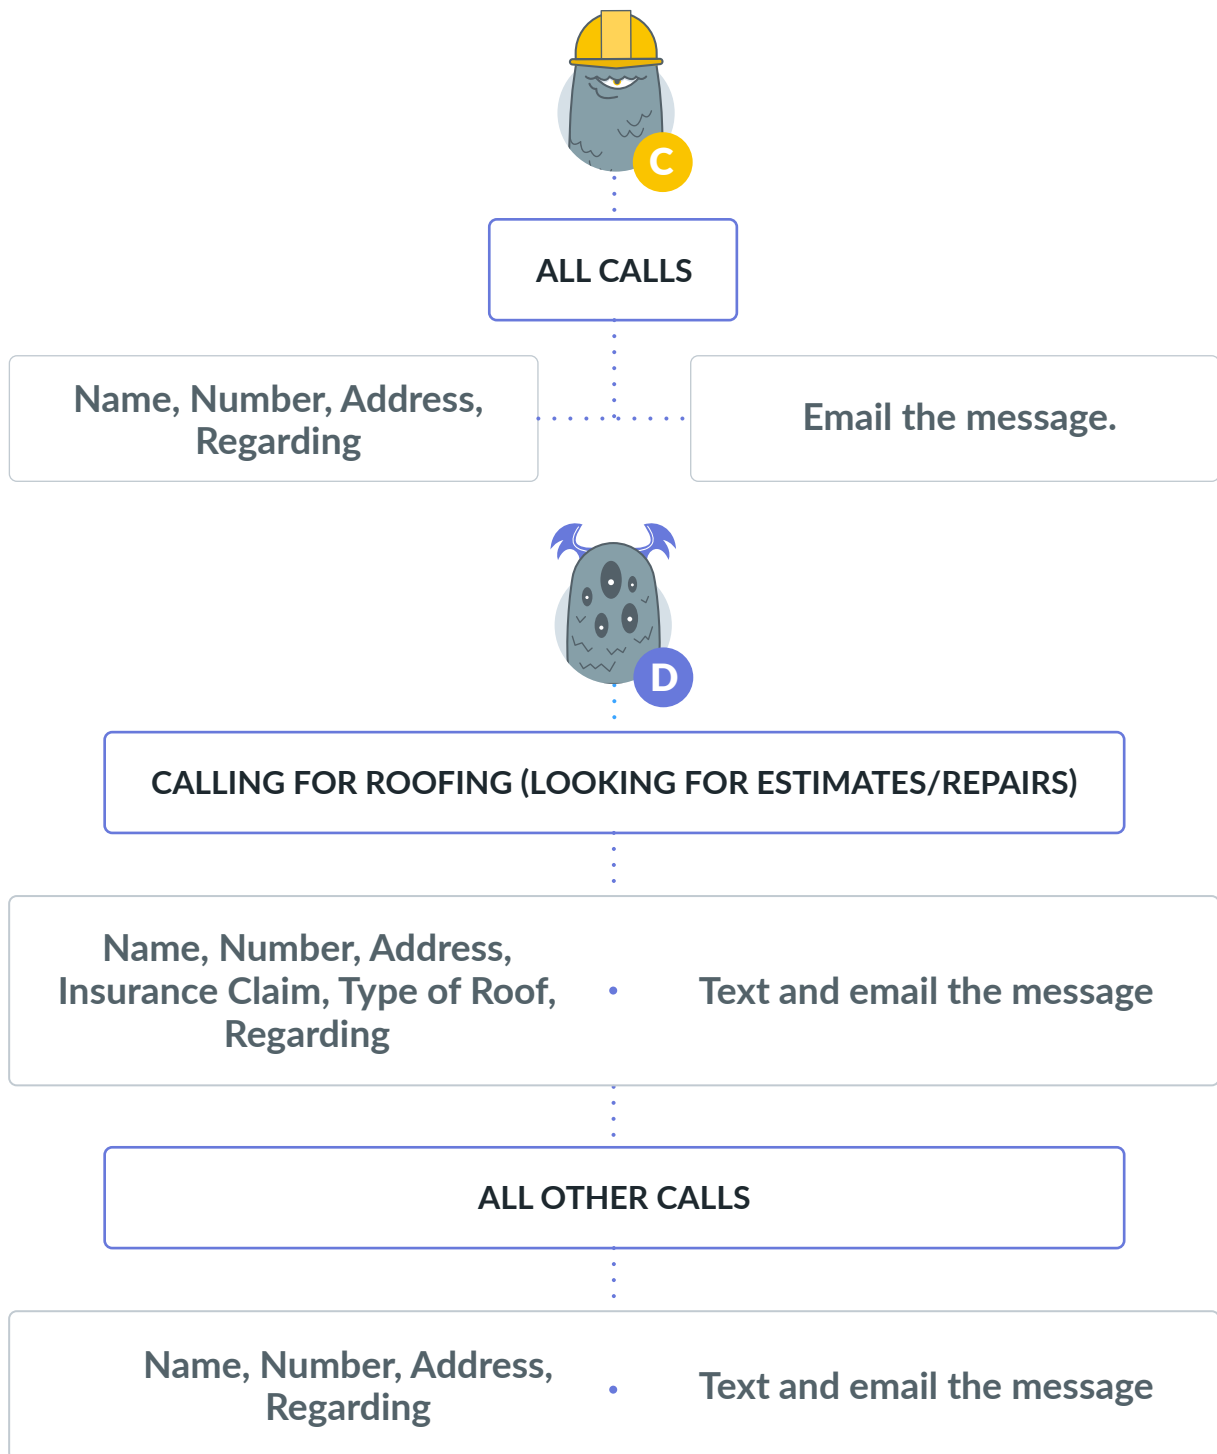 C
ALL CALLS
Name, Number, Address,
Regarding
Email the message.
D
CALLING FOR ROOFING (LOOKING FOR ESTIMATES/REPAIRS)
Name, Number, Address,
Insurance Claim, Type of Roof,
Regarding
Text and email the message
ALL OTHER CALLS
Name, Number, Address,
Regarding
Text and email the message